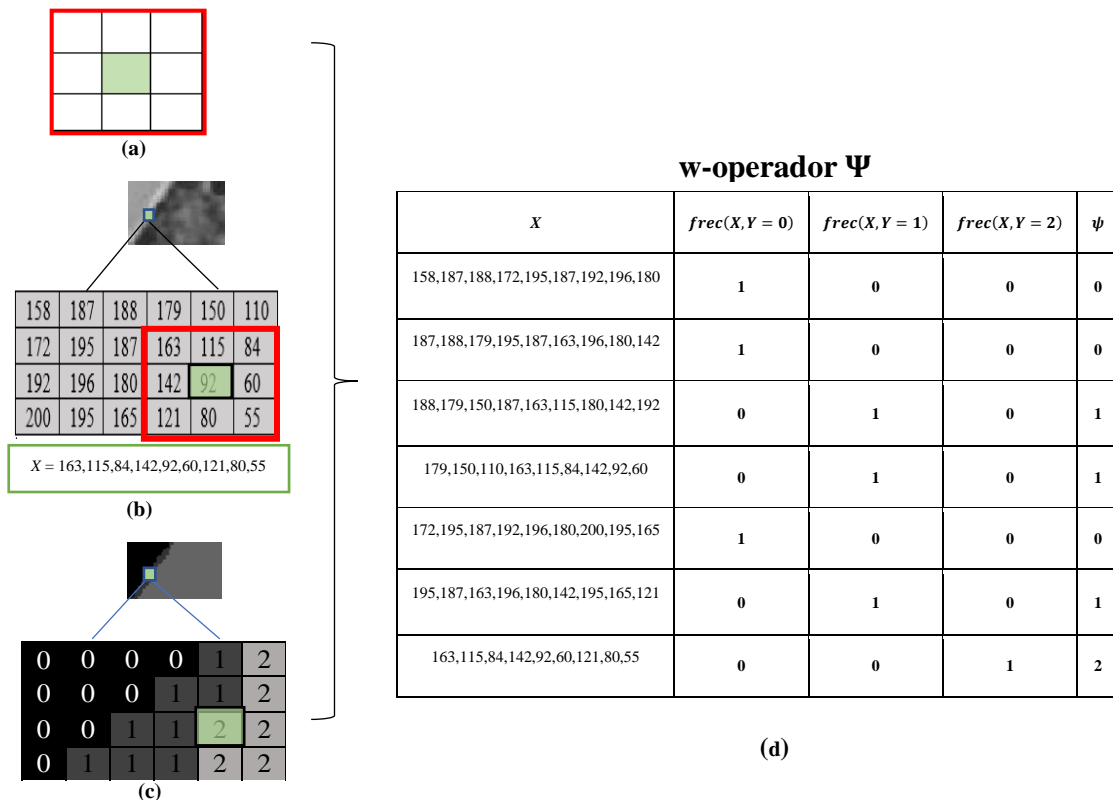 (a)
158 187 188 179 150 110
172 195 187 163 115 84
192 196 180 142 92 60
200 195 165 121 80 55
X = 163,115,84,142,92,60,121,80,55
(b)
0 0 0 0 1 2
0 0 0 1 1 2
0 0 1 1 2 2
0 1 1 1 2 2
(c)
w-operador Ψ
X frec(X,Y = 0) frec(X,Y = 1) frec(X,Y = 2) ψ
158,187,188,172,195,187,192,196,180 1 0 0 0
187,188,179,195,187,163,196,180,142 1 0 0 0
188,179,150,187,163,115,180,142,192 0 1 0 1
179,150,110,163,115,84,142,92,60 0 1 0 1
172,195,187,192,196,180,200,195,165 1 0 0 0
195,187,163,196,180,142,195,165,121 0 1 0 1
163,115,84,142,92,60,121,80,55 0 0 1 2
(d)